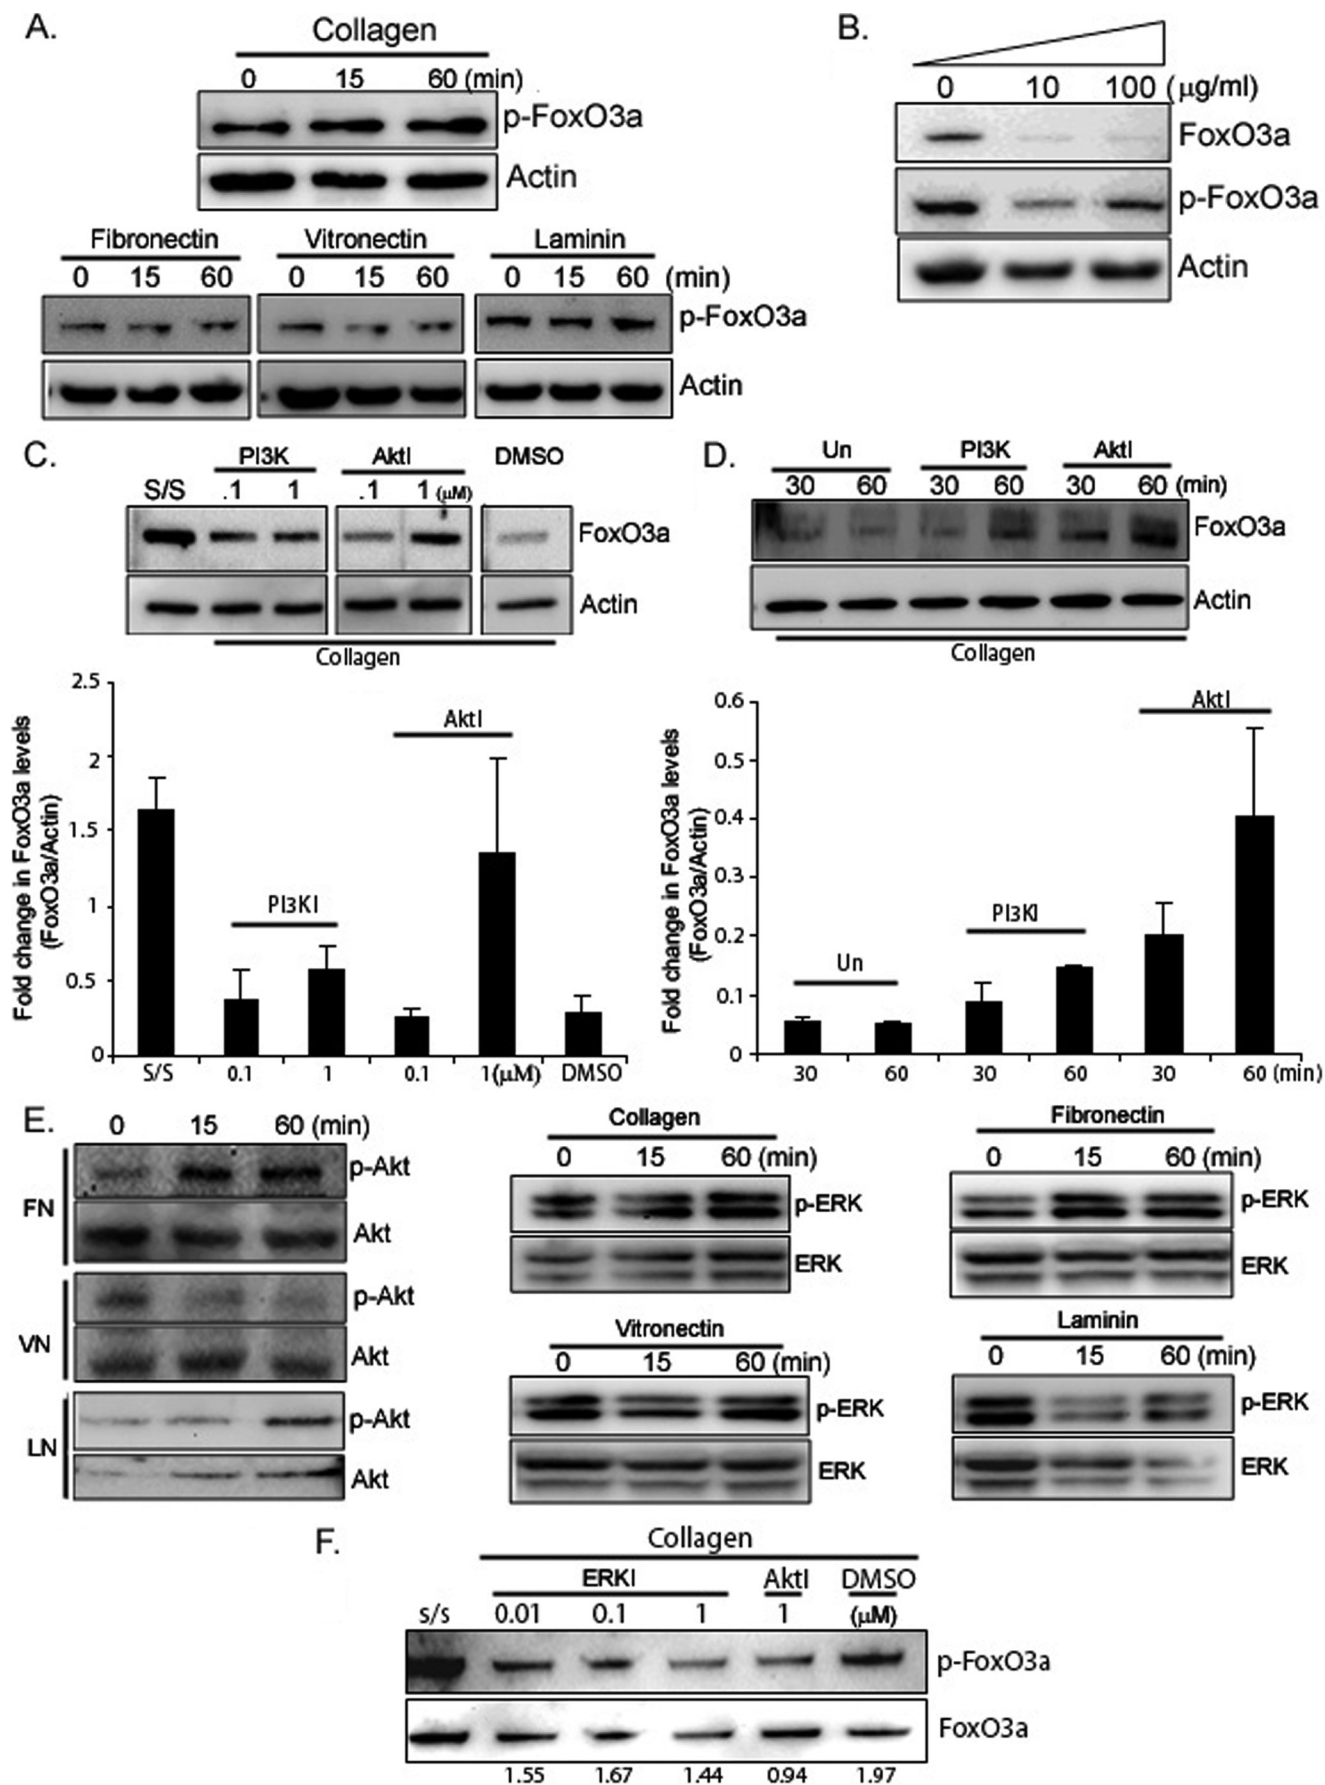 A.
Collagen
0 15 60 (min)
p-FoxO3a
Actin
Fibronectin Vitronectin Laminin
0 15 60 0 15 60 0 15 60 (min)
p-FoxO3a
Actin
B.
0 10 100 (μg/ml)
FoxO3a
p-FoxO3a
Actin
C.
PI3K AktI DMSO
S/S .1 1 .1 1 (μM)
FoxO3a
Actin
Collagen
Fold change in FoxO3a levels
(FoxO3a/Actin)
2.5
2
1.5
1
0.5
0
PI3KI
AktI
S/S 0.1 1 0.1 1(μM) DMSO
D.
Un PI3K AktI
30 60 30 60 30 60 (min)
FoxO3a
Actin
Collagen
Fold change in FoxO3a levels
(FoxO3a/Actin)
0.6
0.5
0.4
0.3
0.2
0.1
0
Un
PI3KI
AktI
30 60 30 60 30 60 (min)
E.
0 15 60 (min)
FN
p-Akt
Akt
VN
p-Akt
Akt
LN
p-Akt
Akt
Collagen
0 15 60 (min)
p-ERK
ERK
Fibronectin
0 15 60 (min)
p-ERK
ERK
Vitronectin
0 15 60 (min)
p-ERK
ERK
Laminin
0 15 60 (min)
p-ERK
ERK
F.
Collagen
ERKI AktI DMSO
s/s 0.01 0.1 1 1 (μM)
p-FoxO3a
FoxO3a
1.55 1.67 1.44 0.94 1.97